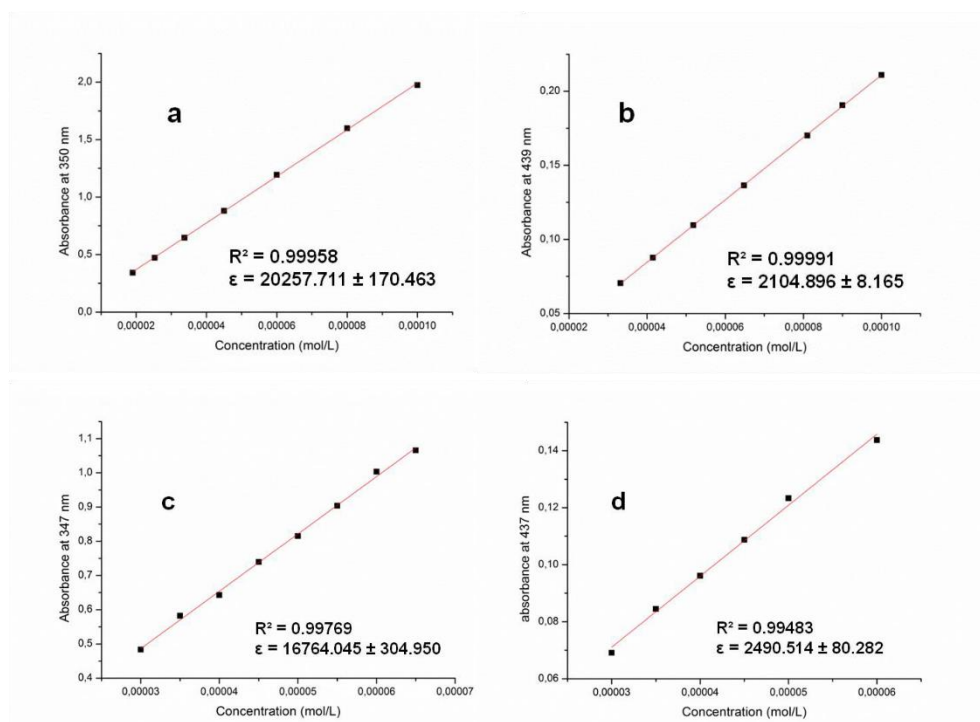 a
Absorbance at 350 nm
2,0
1,5
1,0
0,5
0,0
R² = 0.99958
ε = 20257.711 ± 170.463
0,00002 0,00004 0,00006 0,00008 0,00010
Concentration (mol/L)
b
Absorbance at 439 nm
0,20
0,15
0,10
0,05
R² = 0.99991
ε = 2104.896 ± 8.165
0,00002 0,00004 0,00006 0,00008 0,00010
Concentration (mol/L)
c
Absorbance at 347 nm
1,1
1,0
0,9
0,8
0,7
0,6
0,5
0,4
R² = 0.99769
ε = 16764.045 ± 304.950
0,00003 0,00004 0,00005 0,00006 0,00007
Concentration (mol/L)
d
absorbance at 437 nm
0,14
0,12
0,10
0,08
0,06
R² = 0.99483
ε = 2490.514 ± 80.282
0,00003 0,00004 0,00005 0,00006
Concentration (mol/L)